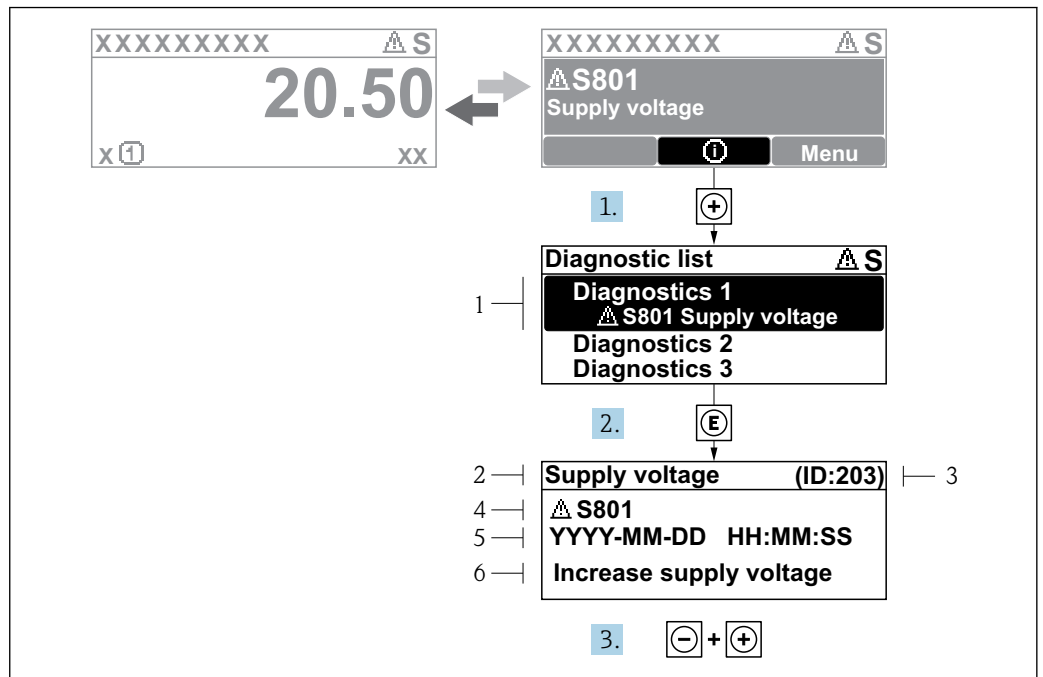 XXXXXXXXX ⚠ S
20.50
X ① XX
XXXXXXXXX ⚠ S
⚠ S801
Supply voltage
ⓘ Menu
1. +
Diagnostic list ⚠ S
1 Diagnostics 1
⚠ S801 Supply voltage
Diagnostics 2
Diagnostics 3
2. E
2 Supply voltage (ID:203) 3
4 ⚠ S801
5 YYYY-MM-DD HH:MM:SS
6 Increase supply voltage
3. - + +